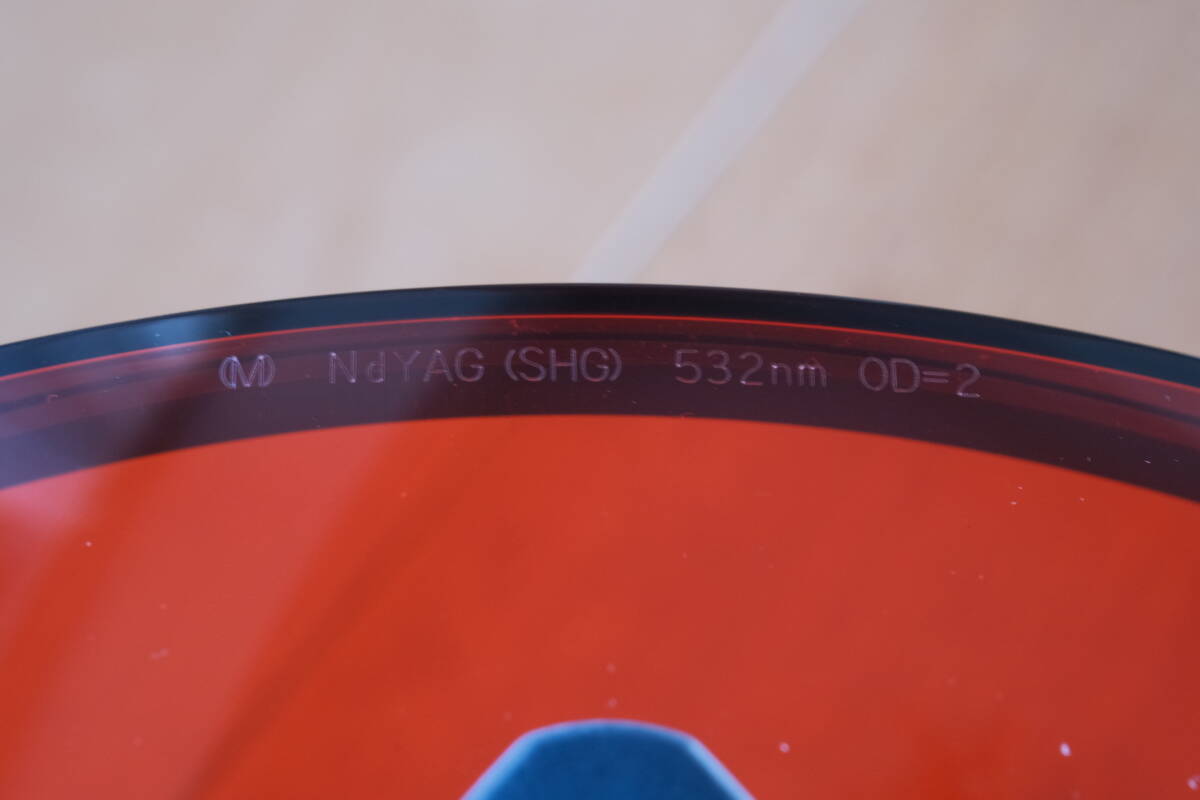 (M) NdYAG (SHG) 532nm OD=2